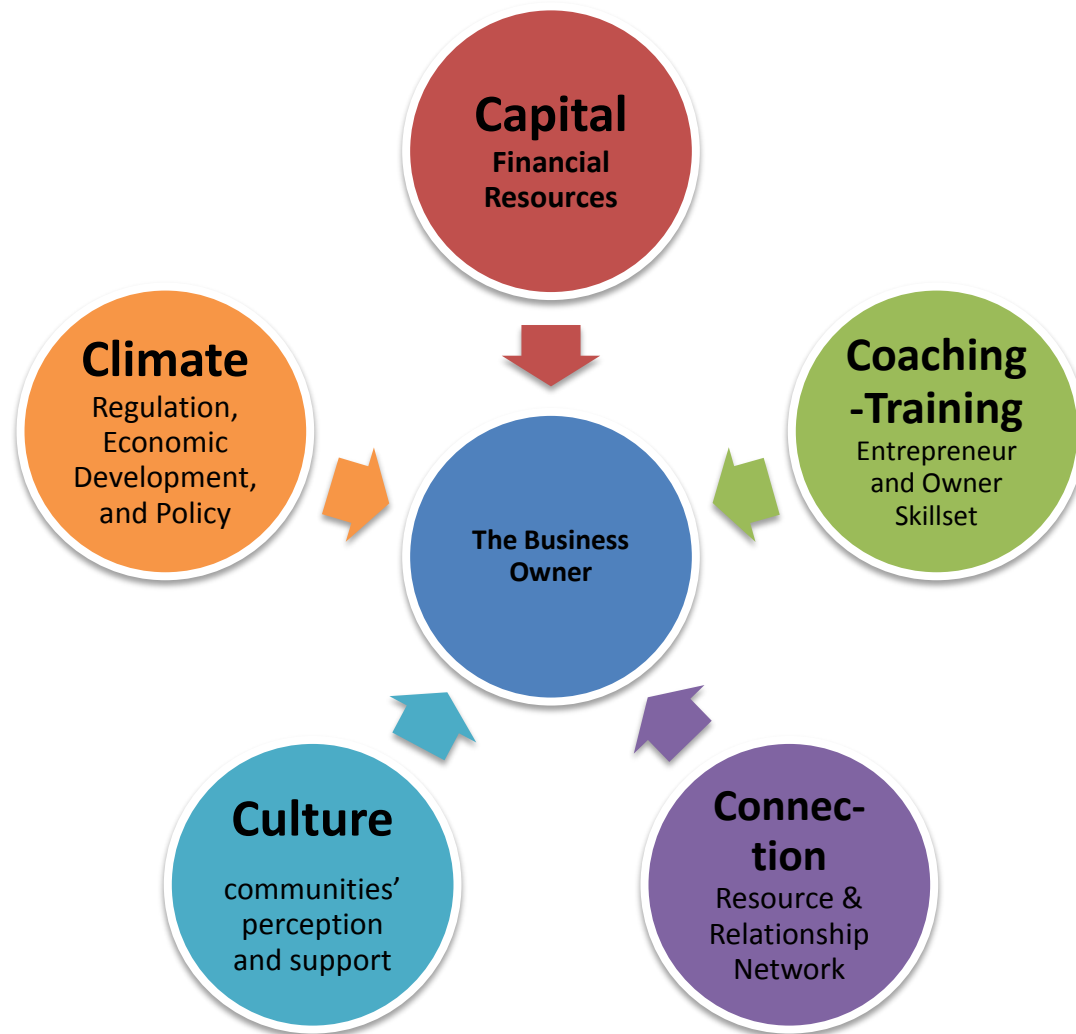 Capital
Financial
Resources
Climate
Regulation,
Economic
Development,
and Policy
Coaching
-Training
Entrepreneur
and Owner
Skillset
The Business
Owner
Culture
communities’
perception
and support
Connec-
tion
Resource &
Relationship
Network